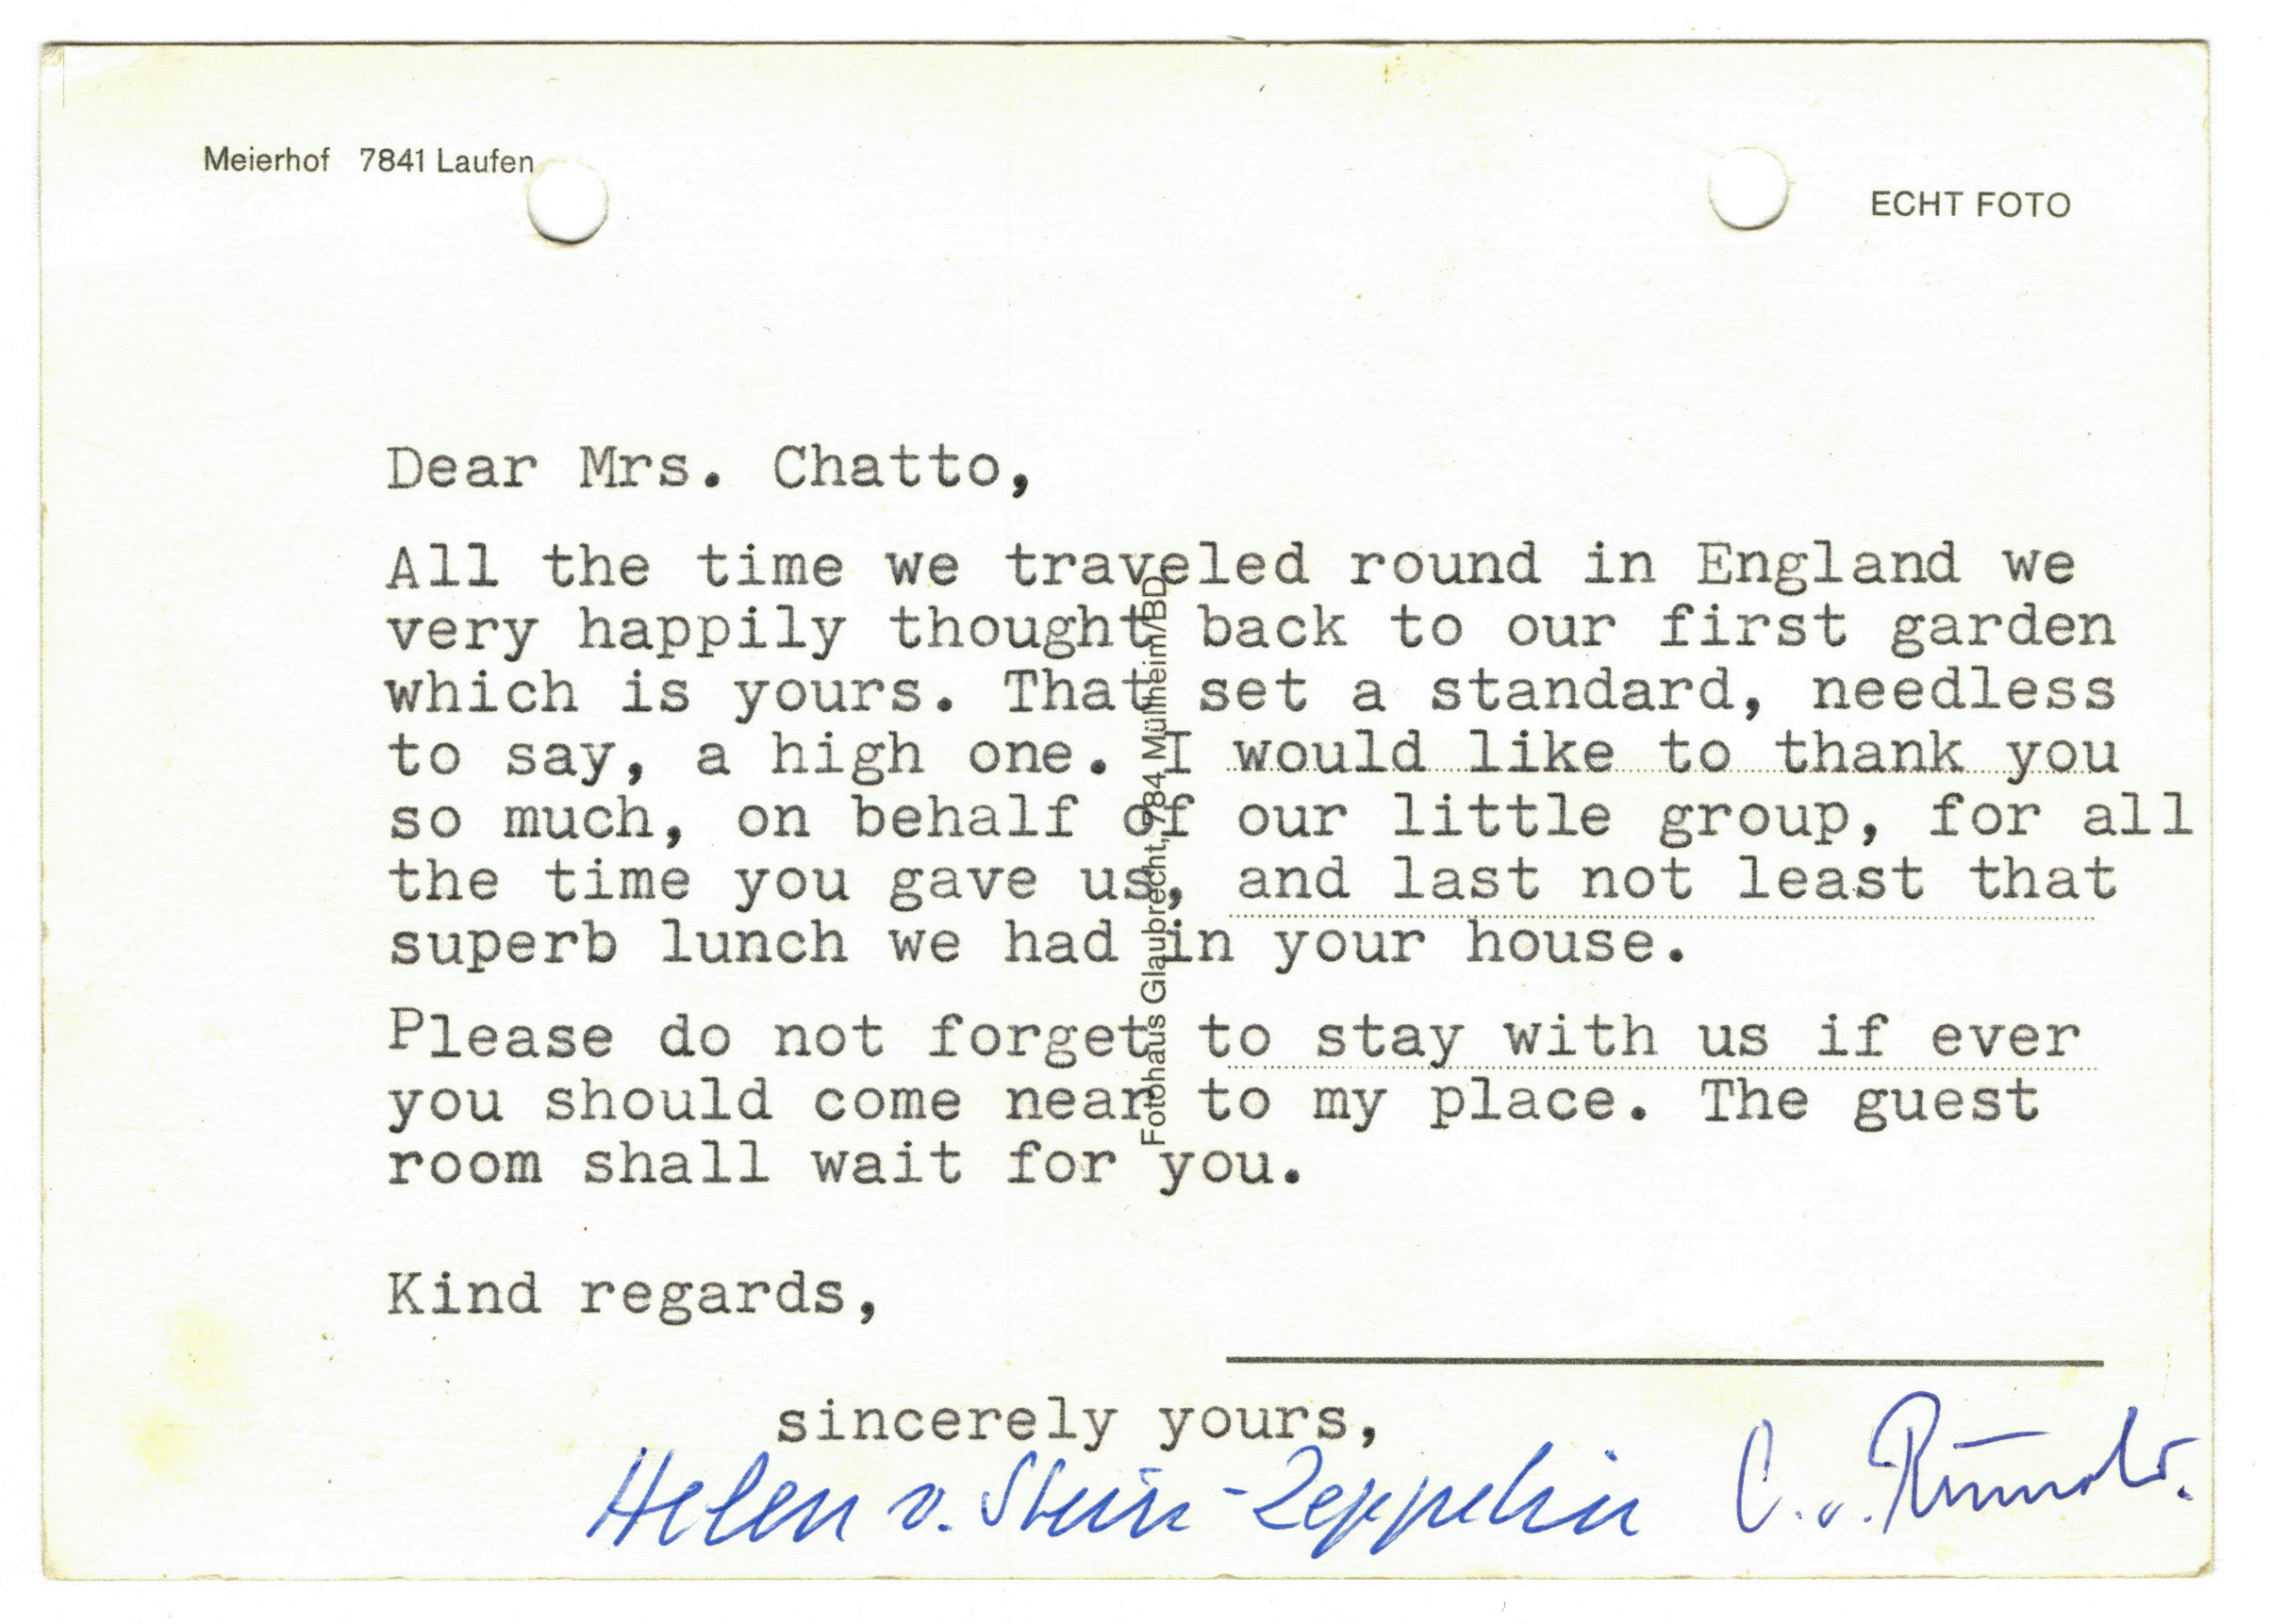 Meierhof 7841 Laufen
ECHT FOTO
Dear Mrs. Chatto,
All the time we traveled round in England we
very happily thought back to our first garden
which is yours. That set a standard, needless
to say, a high one. I would like to thank you
so much, on behalf of our little group, for all
the time you gave us, and last not least that
superb lunch we had in your house.
Please do not forget to stay with us if ever
you should come near to my place. The guest
room shall wait for you.
Kind regards,
sincerely yours,
Helen v. Stein-Zeppelin C. v.
Fotohaus Glaubrecht, 784 Müllheim/BD